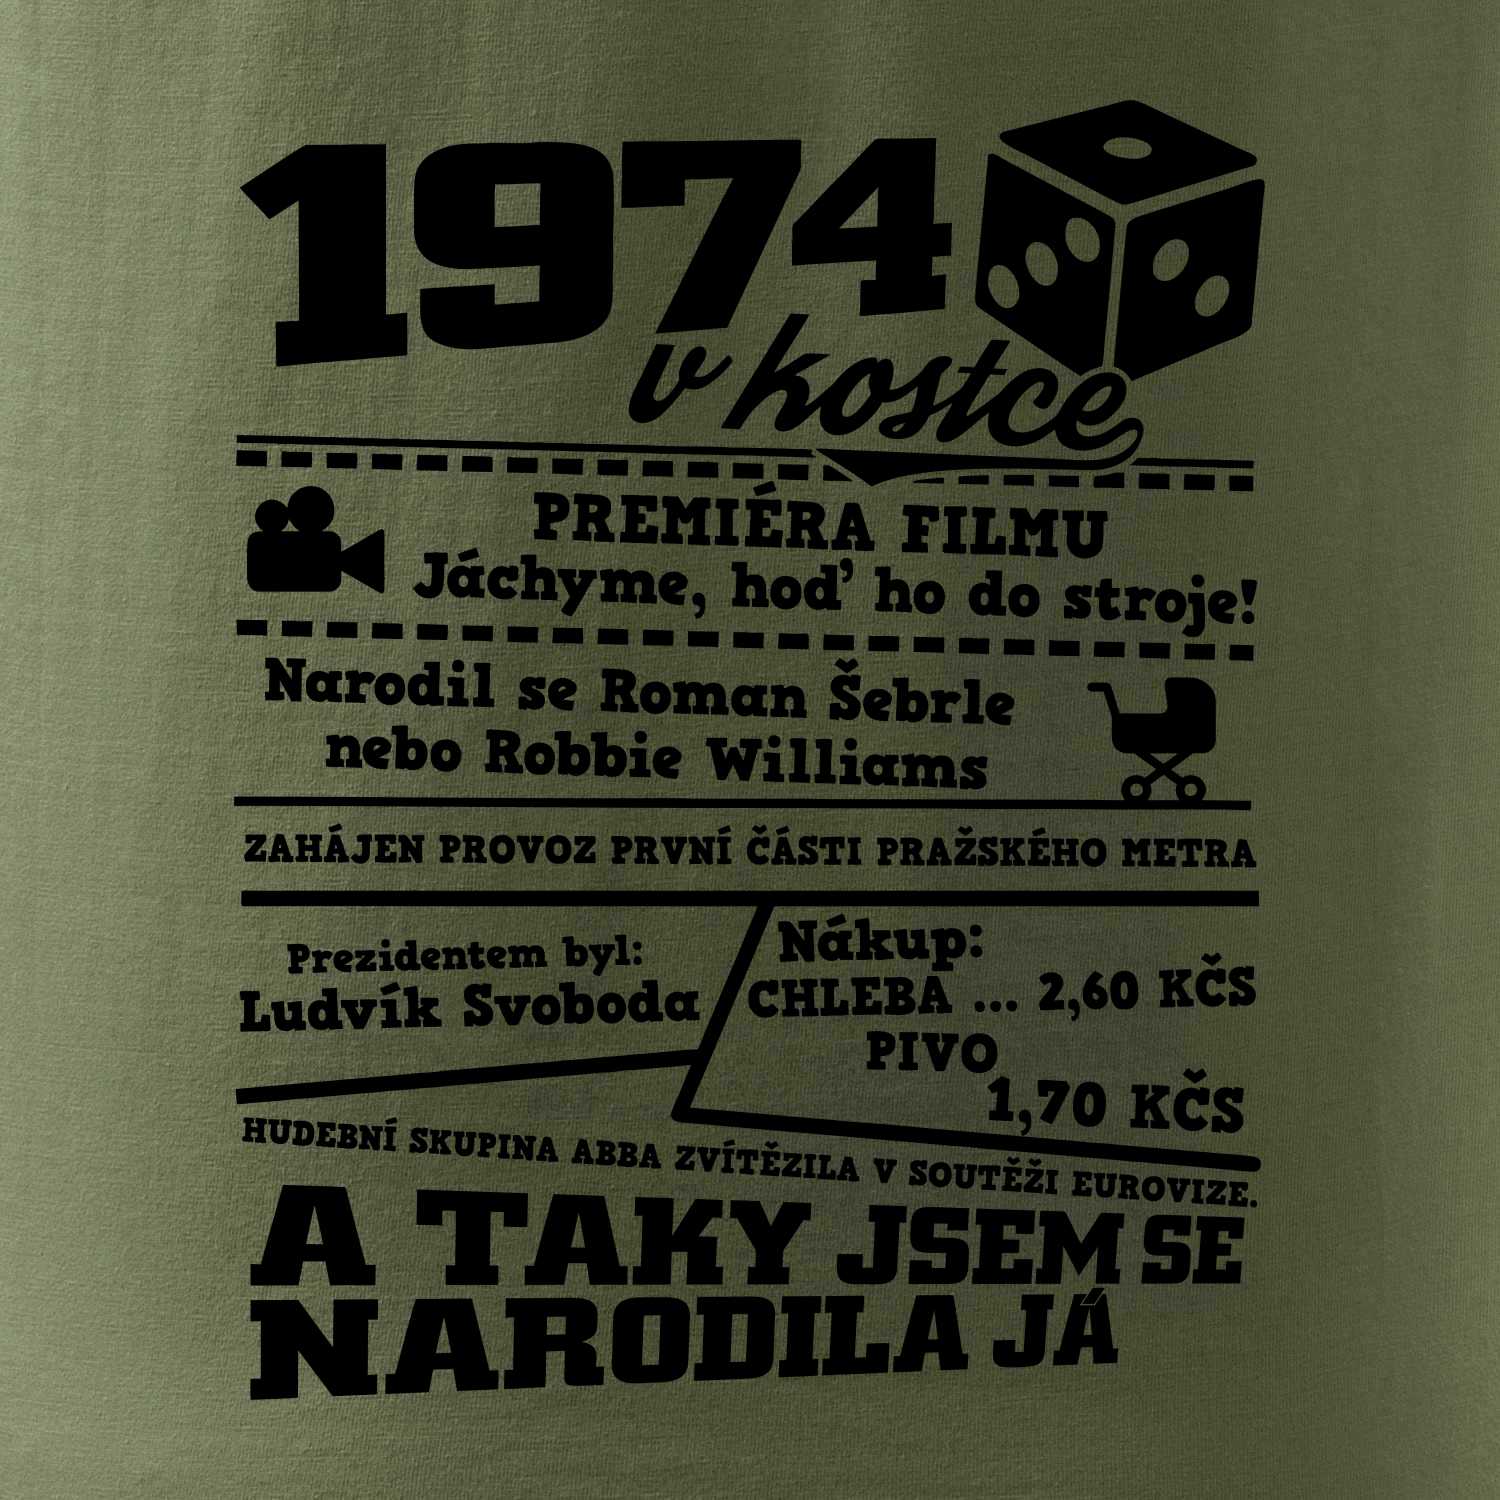 1974
v kostce
PREMIÉRA FILMU
Jáchyme, hoď ho do stroje!
Narodil se Roman Šebrle
nebo Robbie Williams
ZAHÁJEN PROVOZ PRVNÍ ČÁSTI PRAŽSKÉHO METRA
Prezidentem byl:
Ludvík Svoboda
Nákup:
CHLEBA ... 2,60 KČS
PIVO
1,70 KČS
HUDEBNÍ SKUPINA ABBA ZVÍTĚZILA V SOUTĚŽI EUROVIZE.
A TAKY JSEM SE
NARODILA JÁ